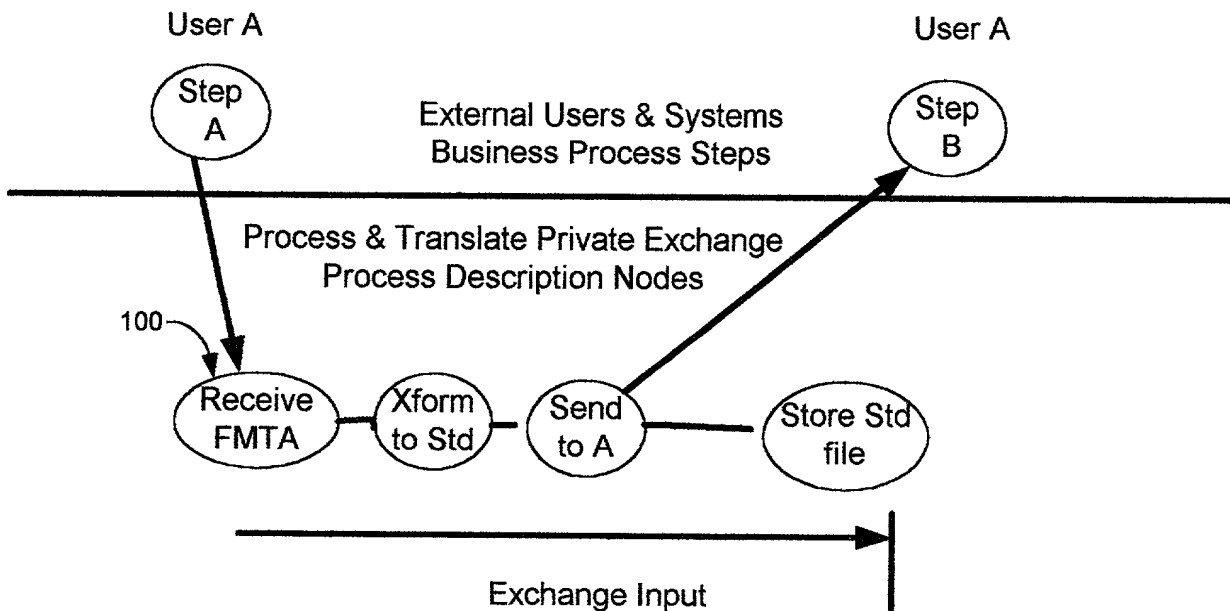 User A
User A
Step
A
Step
B
External Users & Systems
Business Process Steps
Process & Translate Private Exchange
Process Description Nodes
100
Receive
FMTA
Xform
to Std
Send
to A
Store Std
file
Exchange Input